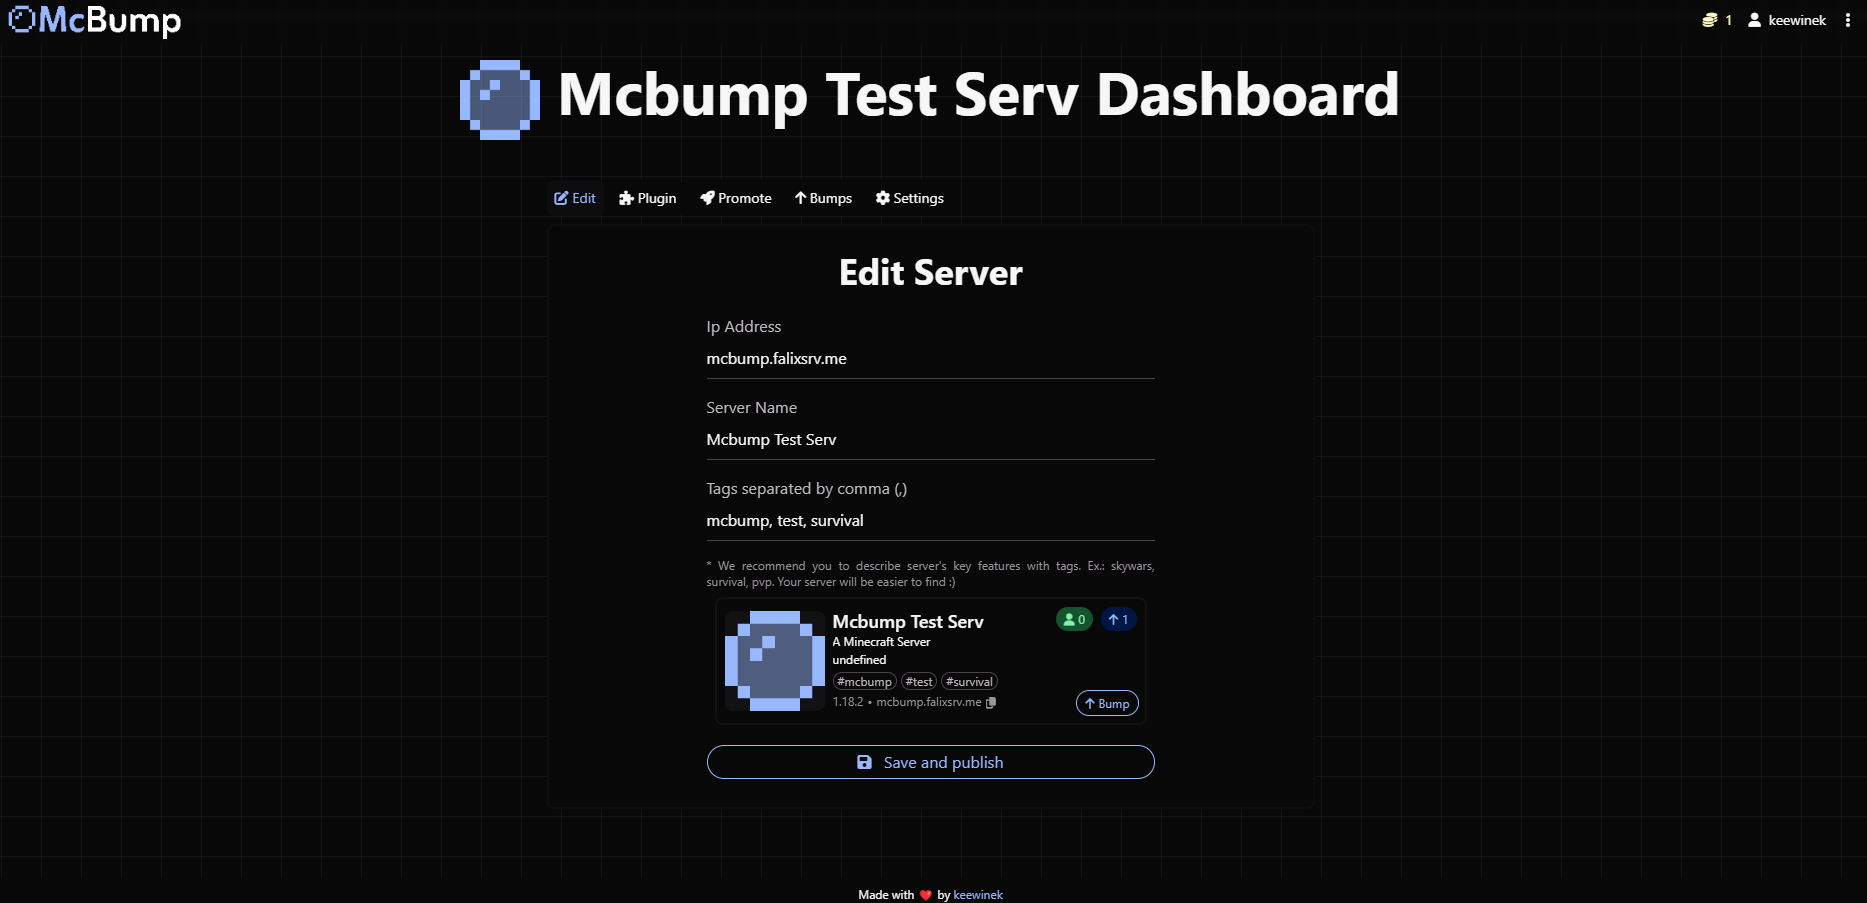 McBump
1
keewinek
Mcbump Test Serv Dashboard
Edit
Plugin
Promote
Bumps
Settings
Edit Server
Ip Address
mcbump.falixsrv.me
Server Name
Mcbump Test Serv
Tags separated by comma (,)
mcbump, test, survival
* We recommend you to describe server's key features with tags. Ex.: skywars,
survival, pvp. Your server will be easier to find :)
Mcbump Test Serv
0
1
A Minecraft Server
undefined
#mcbump #test #survival
1.18.2 • mcbump.falixsrv.me
Bump
Save and publish
Made with ❤️ by keewinek